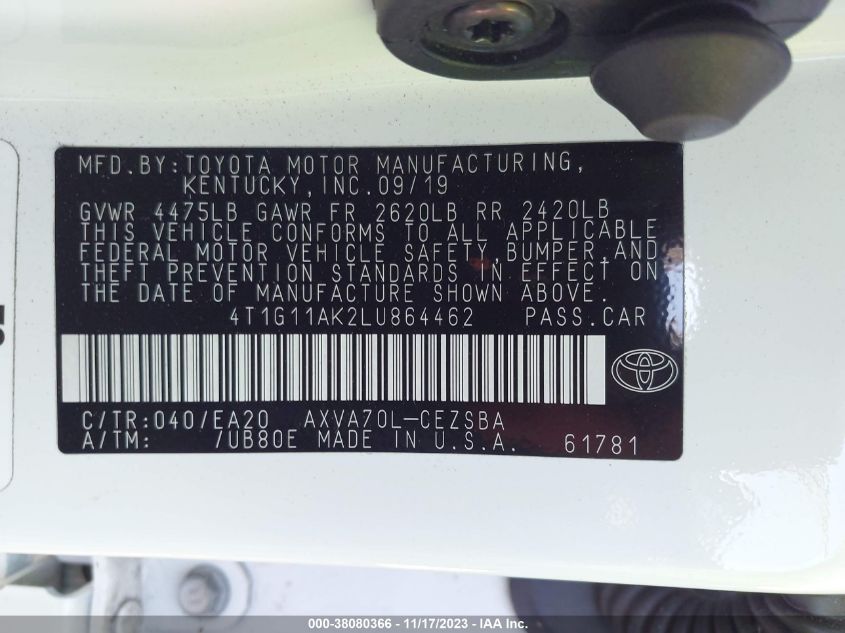 MFD.BY:TOYOTA MOTOR MANUFACTURING,
KENTUCKY,INC.09/19
GVWR 4475LB GAWR FR 2620LB RR 2420LB
THIS VEHICLE CONFORMS TO ALL APPLICABLE
FEDERAL MOTOR VEHICLE SAFETY,BUMPER,AND
THEFT PREVENTION STANDARDS IN EFFECT ON
THE DATE OF MANUFACTURE SHOWN ABOVE.
4T1G11AK2LU864462 PASS.CAR
C/TR:040/EA20 AXVA70L-CEZSBA
A/TM: /UB80E MADE IN U.S.A. 61781
000-38080366 - 11/17/2023 - IAA Inc.